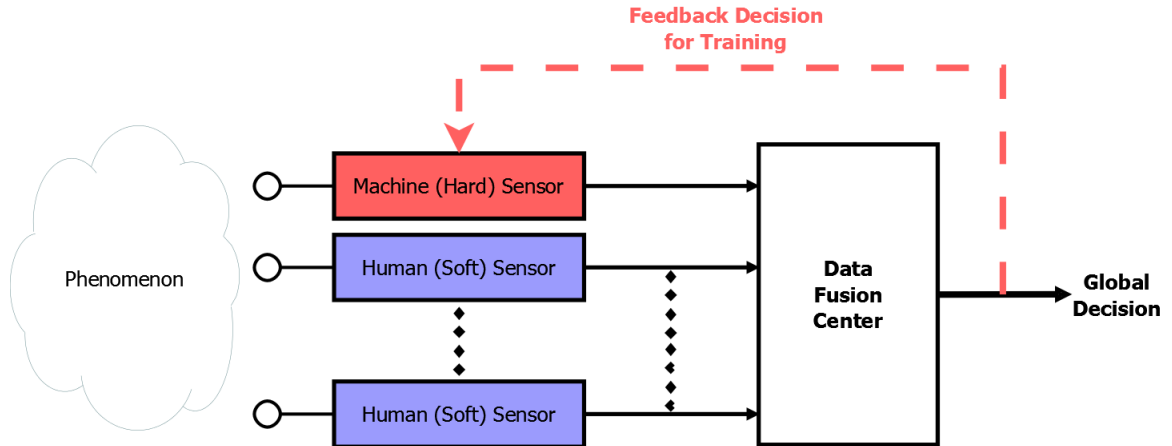 Feedback Decision
for Training
Machine (Hard) Sensor
Human (Soft) Sensor
Phenomenon
Data
Fusion
Center
Global
Decision
Human (Soft) Sensor